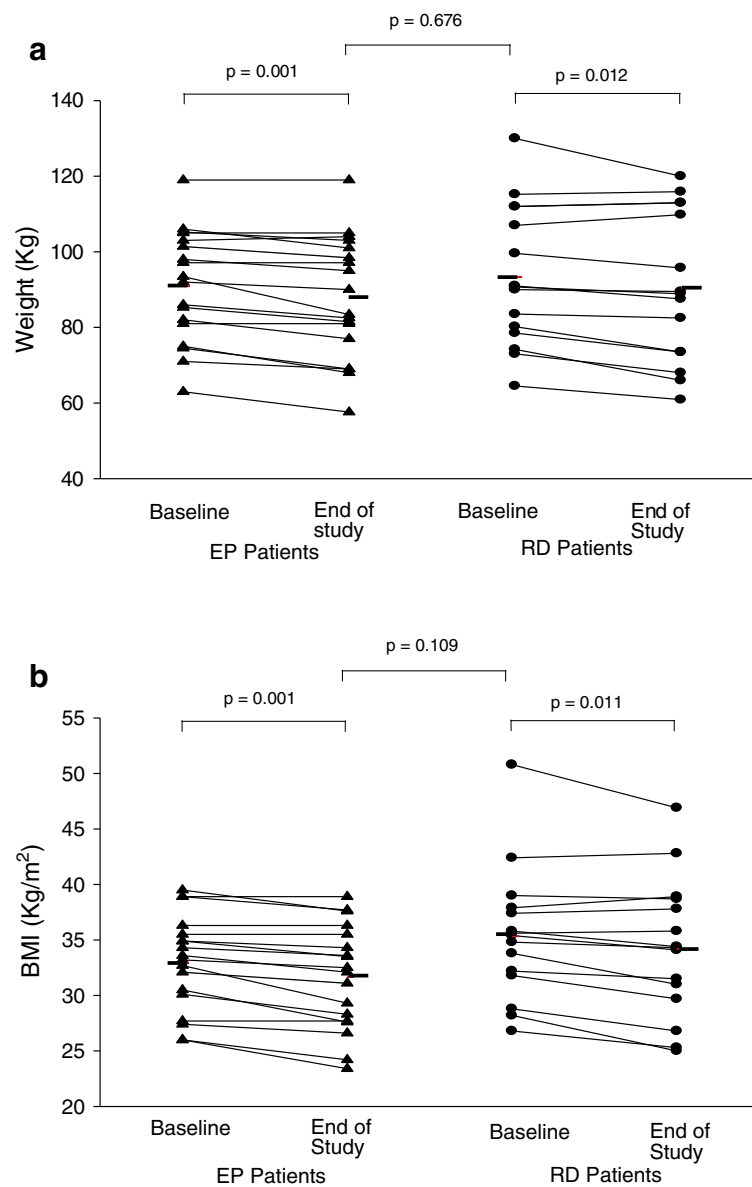 p = 0.676
a
p = 0.001
p = 0.012
140
120
100
80
60
40
Weight (Kg)
Baseline
End of
study
Baseline
End of
Study
EP Patients
RD Patients
p = 0.109
b
p = 0.001
p = 0.011
55
50
45
40
35
30
25
20
BMI (Kg/m²)
Baseline
End of
Study
Baseline
End of
Study
EP Patients
RD Patients